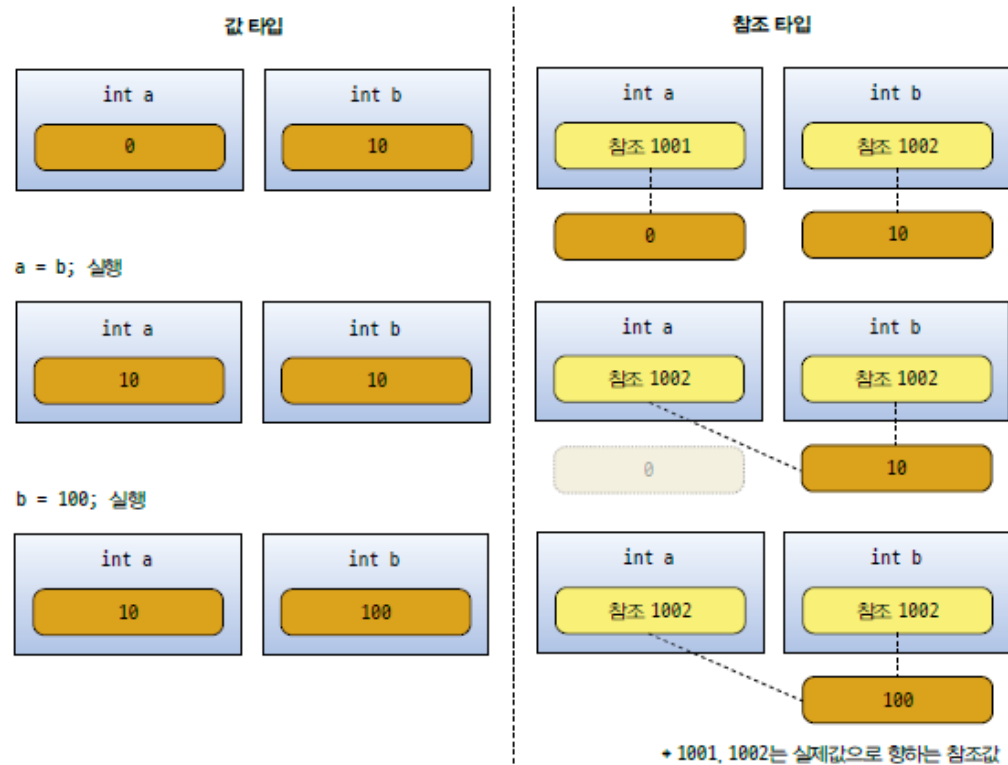 값 타입
int a
int b
0
10
a = b; 실행
int a
int b
10
10
b = 100; 실행
int a
int b
10
100
참조 타입
int a
int b
참조 1001
참조 1002
0
10
int a
int b
참조 1002
참조 1002
0
10
int a
int b
참조 1002
참조 1002
100
* 1001, 1002는 실제값으로 향하는 참조값